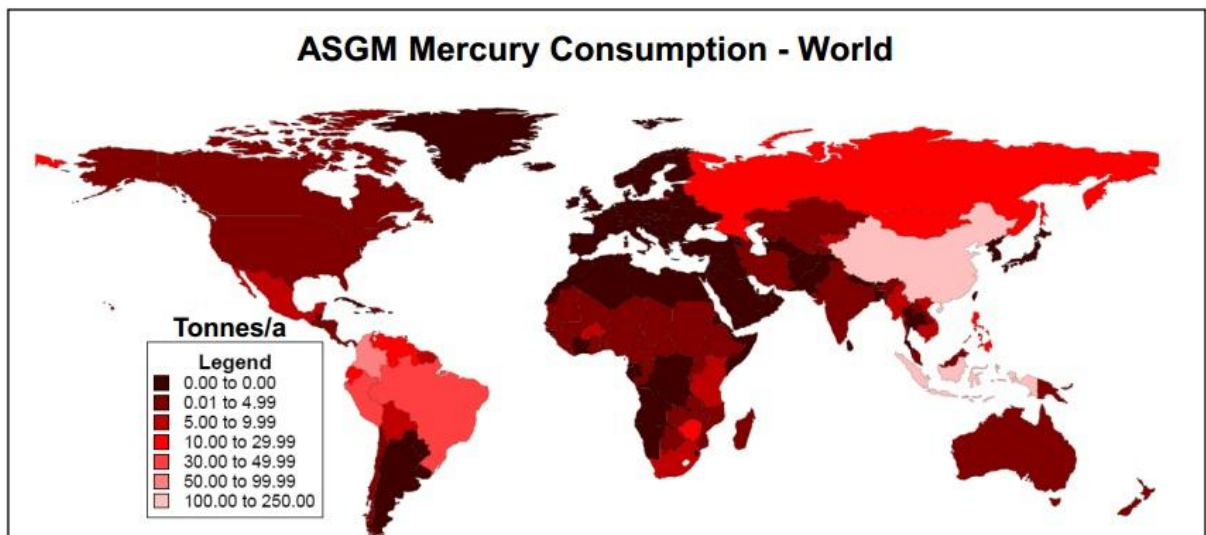 ASGM Mercury Consumption - World
Tonnes/a
Legend
0.00 to 0.00
0.01 to 4.99
5.00 to 9.99
10.00 to 29.99
30.00 to 49.99
50.00 to 99.99
100.00 to 250.00